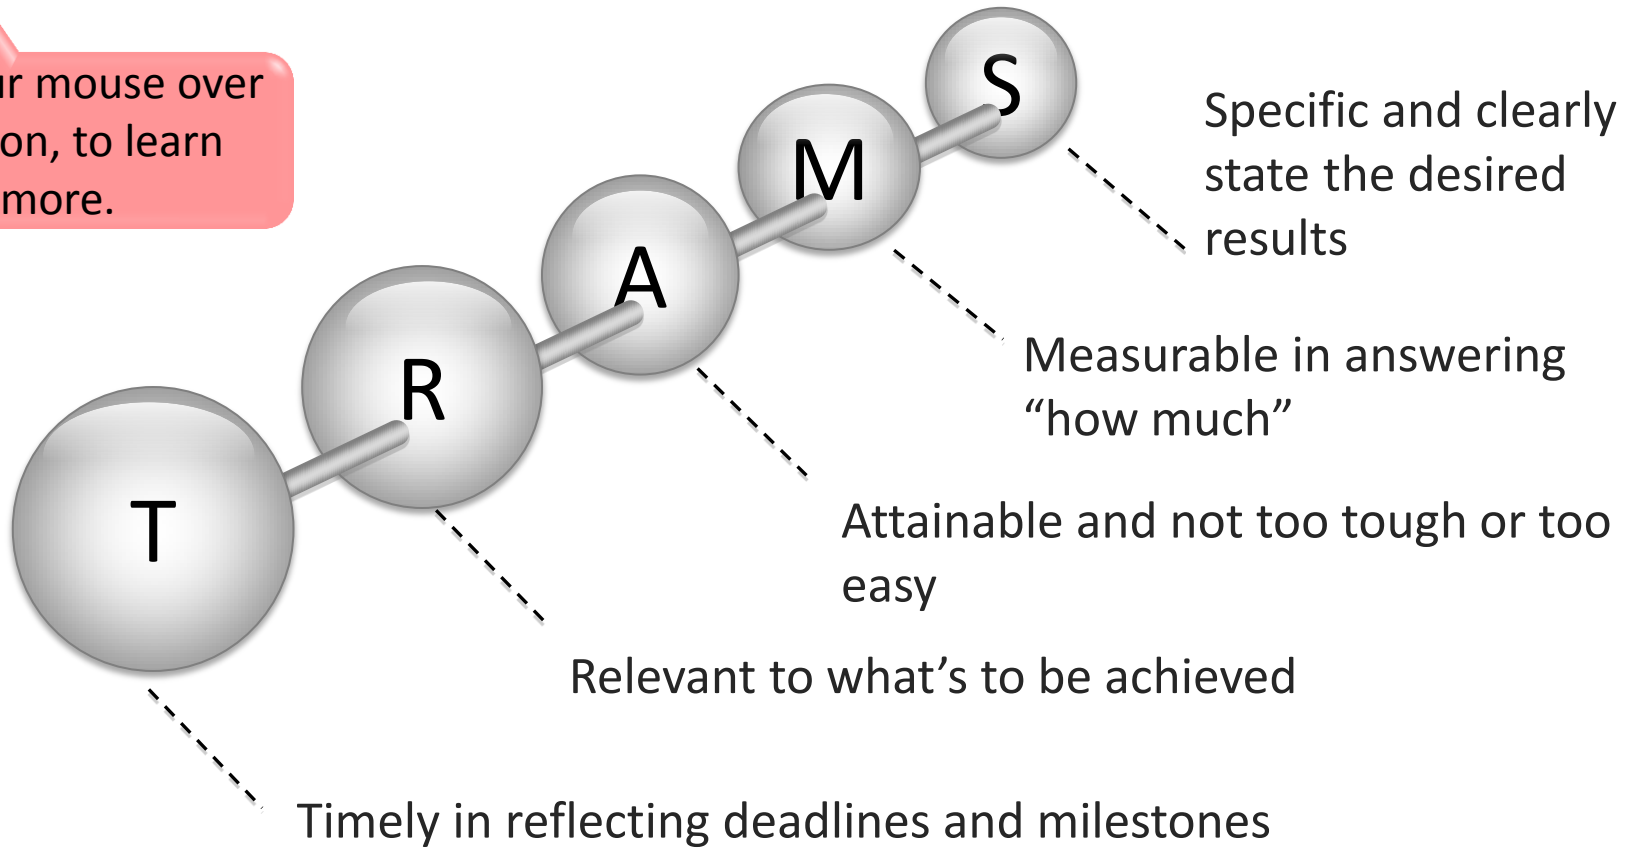 ur mouse over
on, to learn
more.
S
Specific and clearly
state the desired
results
M
Measurable in answering
“how much”
A
Attainable and not too tough or too
easy
R
Relevant to what’s to be achieved
T
Timely in reflecting deadlines and milestones